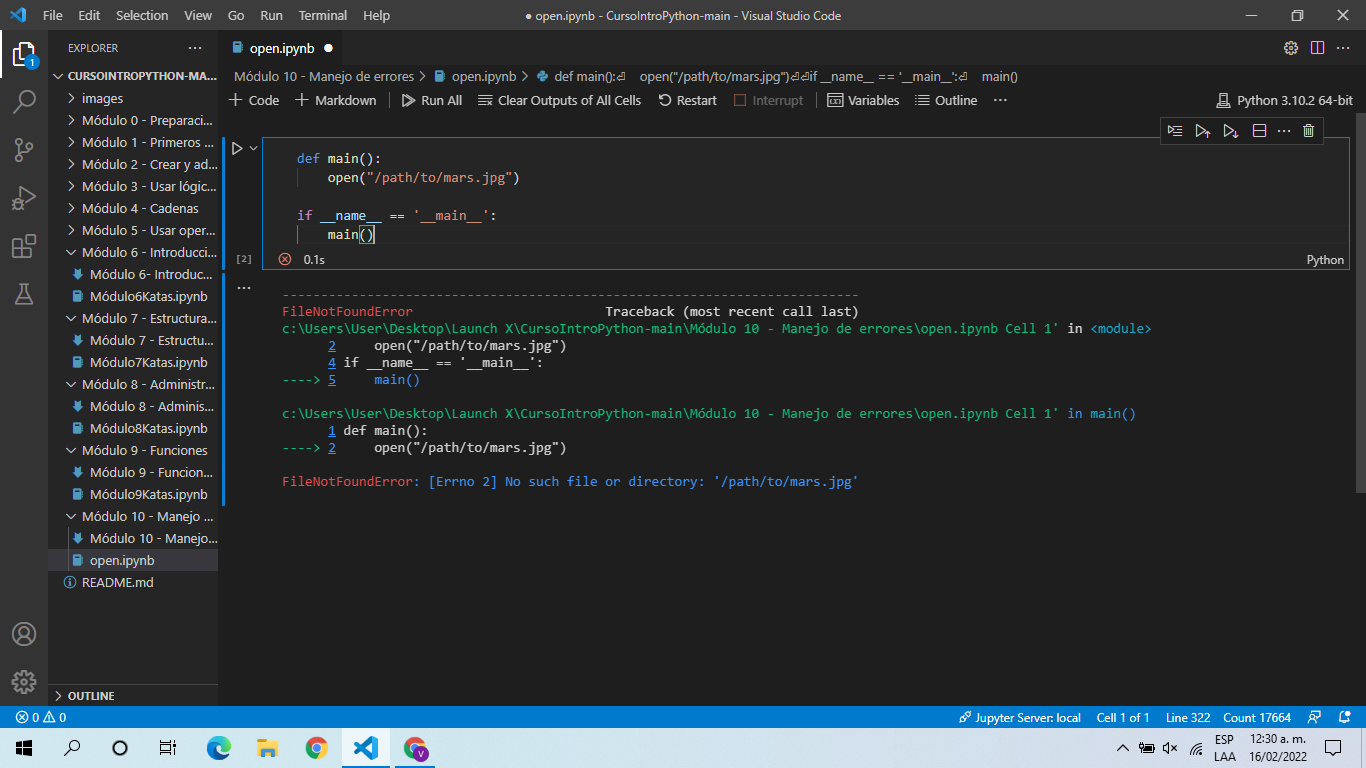 File Edit Selection View Go Run Terminal Help
● open.ipynb - CursoIntroPython-main - Visual Studio Code
1
EXPLORER
CURSOINTROPYTHON-MA...
images
Módulo 0 - Preparaci...
Módulo 1 - Primeros ...
Módulo 2 - Crear y ad...
Módulo 3 - Usar lógic...
Módulo 4 - Cadenas
Módulo 5 - Usar oper...
Módulo 6 - Introducci...
Módulo 6- Introduc...
Módulo6Katas.ipynb
Módulo 7 - Estructura...
Módulo 7 - Estructu...
Módulo7Katas.ipynb
Módulo 8 - Administr...
Módulo 8 - Adminis...
Módulo8Katas.ipynb
Módulo 9 - Funciones
Módulo 9 - Funcion...
Módulo9Katas.ipynb
Módulo 10 - Manejo ...
Módulo 10 - Manejo...
open.ipynb
README.md
OUTLINE
open.ipynb ●
Módulo 10 - Manejo de errores > open.ipynb > def main():⏎ open("/path/to/mars.jpg")⏎⏎if __name__ == '__main__':⏎ main()
+ Code + Markdown Run All Clear Outputs of All Cells Restart Interrupt Variables Outline ...
Python 3.10.2 64-bit
def main():
    open("/path/to/mars.jpg")
if __name__ == '__main__':
    main()
[2] 0.1s Python
---------------------------------------------------------------------------
FileNotFoundError                         Traceback (most recent call last)
c:\Users\User\Desktop\Launch X\CursoIntroPython-main\Módulo 10 - Manejo de errores\open.ipynb Cell 1' in <module>
      2     open("/path/to/mars.jpg")
      4 if __name__ == '__main__':
----> 5     main()
c:\Users\User\Desktop\Launch X\CursoIntroPython-main\Módulo 10 - Manejo de errores\open.ipynb Cell 1' in main()
      1 def main():
----> 2     open("/path/to/mars.jpg")
FileNotFoundError: [Errno 2] No such file or directory: '/path/to/mars.jpg'
0 0
Jupyter Server: local Cell 1 of 1 Line 322 Count 17664
V
ESP
LAA
12:30 a. m.
16/02/2022